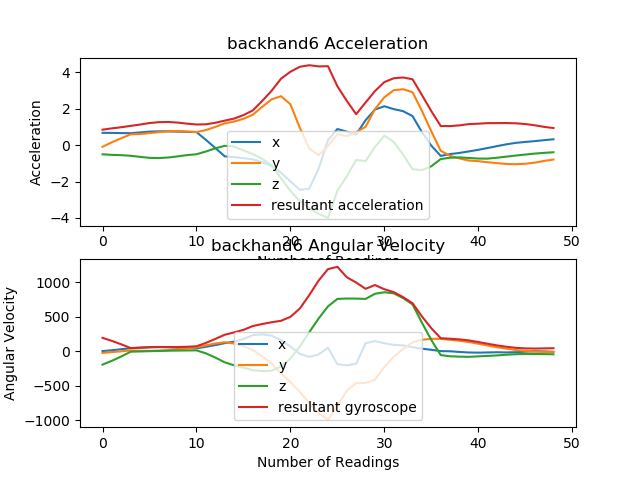 backhand6 Acceleration
Acceleration
4
2
0
−2
−4
x
y
z
resultant acceleration
0
10
20
30
40
50
Number of Readings
backhand6 Angular Velocity
Angular Velocity
1000
500
0
−500
−1000
x
y
z
resultant gyroscope
0
10
20
30
40
50
Number of Readings